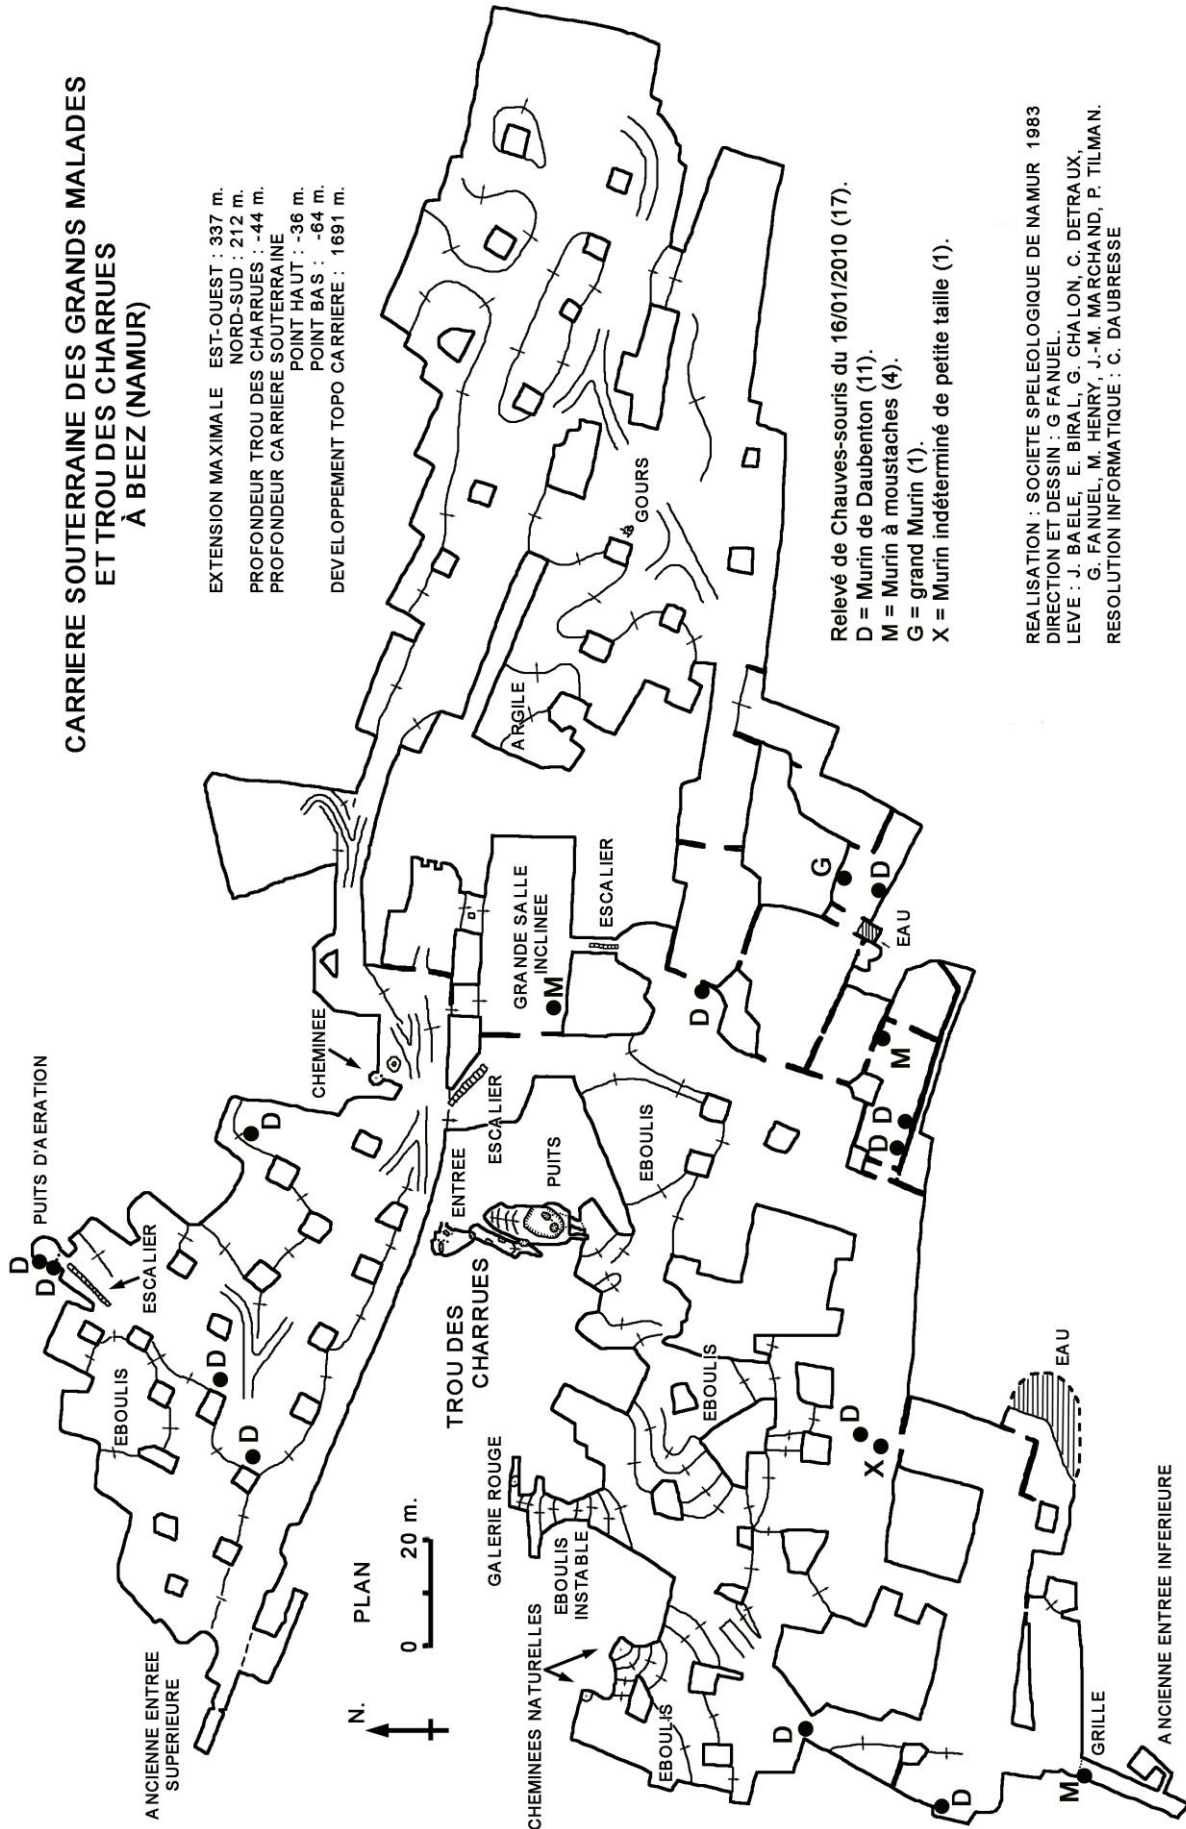 CARRIERE SOUTERRAINE DES GRANDS MALADES
ET TROU DES CHARRUES
À BEEZ (NAMUR)
EXTENSION MAXIMALE EST-OUEST : 337 m.
NORD-SUD : 212 m.
PROFONDEUR TROU DES CHARRUES : -44 m.
PROFONDEUR CARRIERE SOUTERRAINE
POINT HAUT : -36 m.
POINT BAS : -64 m.
DEVELOPPEMENT TOPO CARRIERE : 1691 m.
PUITS D'AERATION
D
D
ESCALIER
D
EBOULIS
D
D
ANCIENNE ENTREE
SUPERIEURE
CHEMINEE
N.
PLAN
0 20 m.
TROU DES
CHARRUES
ENTREE
PUITS
ESCALIER
GRANDE SALLE
INCLINEE
M
ESCALIER
ARGILE
GOURS
GALERIE ROUGE
EBOULIS
INSTABLE
CHEMINEES NATURELLES
EBOULIS
EBOULIS
EBOULIS
D
G
D
EAU
M
D
D
D
X
D
D
EAU
GRILLE
M
ANCIENNE ENTREE INFERIEURE
Relevé de Chauves-souris du 16/01/2010 (17).
D = Murin de Daubenton (11).
M = Murin à moustaches (4).
G = grand Murin (1).
X = Murin indéterminé de petite taille (1).
REALISATION : SOCIETE SPELEOLOGIQUE DE NAMUR 1983
DIRECTION ET DESSIN : G FANUEL.
LEVE : J. BAELE, E. BIRAL, G. CHALON, C. DETRAUX,
G. FANUEL, M. HENRY, J.-M. MARCHAND, P. TILMAN.
RESOLUTION INFORMATIQUE : C. DAUBRESSE